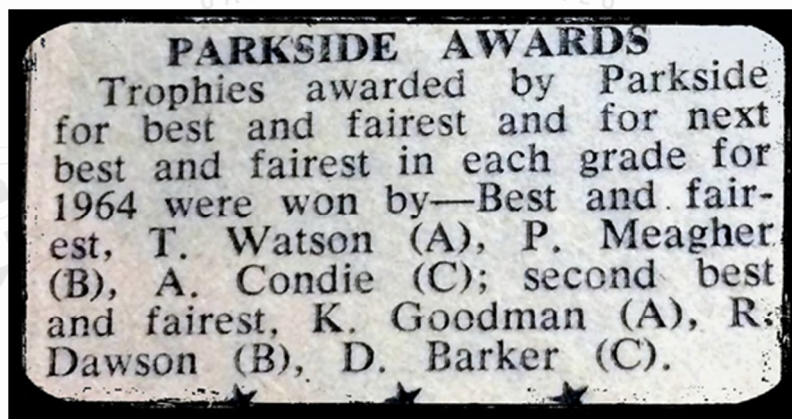 PARKSIDE AWARDS
Trophies awarded by Parkside
for best and fairest and for next
best and fairest in each grade for
1964 were won by—Best and fair-
est, T. Watson (A), P. Meagher
(B), A. Condie (C); second best
and fairest, K. Goodman (A), R.
Dawson (B), D. Barker (C).